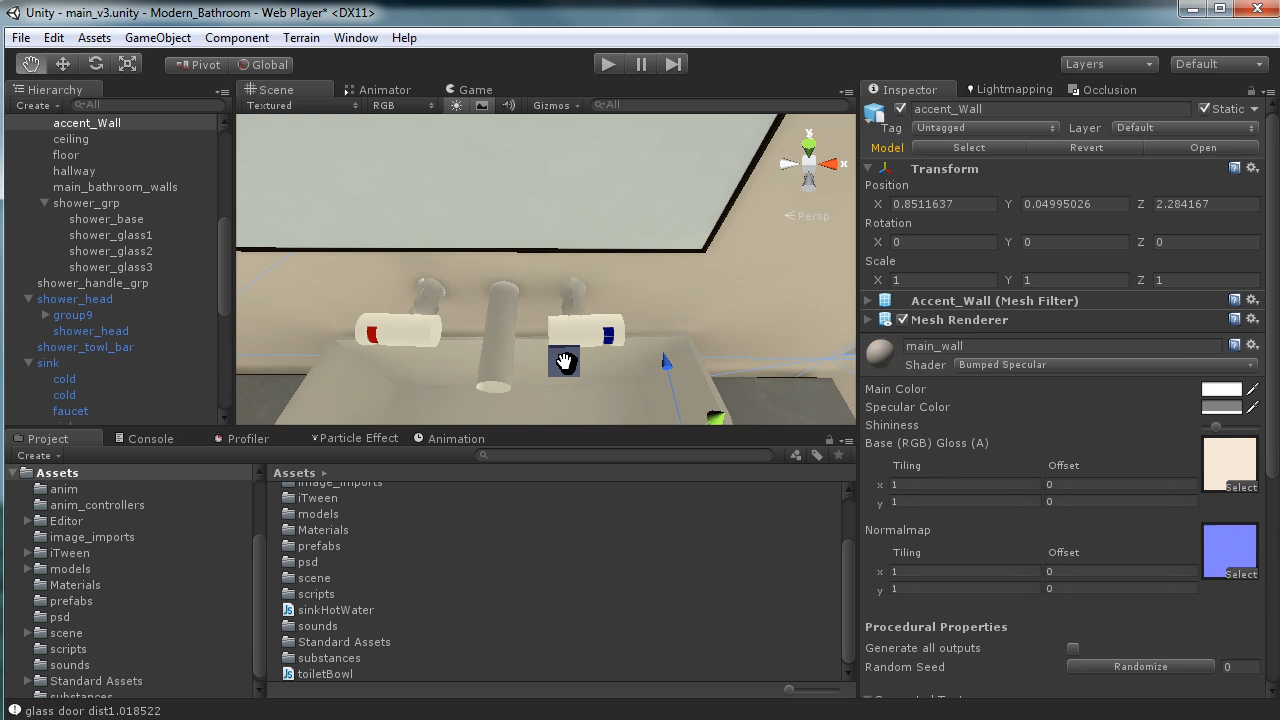 Unity - main_v3.unity - Modern_Bathroom - Web Player* <DX11>
File Edit Assets GameObject Component Terrain Window Help
Pivot Global Layers Default
Hierarchy
Create All
accent_Wall
ceiling
floor
hallway
main_bathroom_walls
shower_grp
shower_base
shower_glass1
shower_glass2
shower_glass3
shower_handle_grp
shower_head
group9
shower_head
shower_towl_bar
sink
cold
cold
faucet
Scene Animator Game
Textured RGB Gizmos All
y
x
Persp
Inspector Lightmapping Occlusion
accent_Wall Static
Tag Untagged Layer Default
Model Select Revert Open
Transform
Position
X 0.8511637 Y 0.04995026 Z 2.284167
Rotation
X 0 Y 0 Z 0
Scale
X 1 Y 1 Z 1
Accent_Wall (Mesh Filter)
Mesh Renderer
main_wall
Shader Bumped Specular
Main Color
Specular Color
Shininess
Base (RGB) Gloss (A)
Tiling Offset
x 1 0
y 1 0
Select
Normalmap
Tiling Offset
x 1 0
y 1 0
Select
Procedural Properties
Generate all outputs
Random Seed Randomize 0
Project Console Profiler Particle Effect Animation
Create
Assets
anim
anim_controllers
Editor
image_imports
iTween
models
Materials
prefabs
psd
scene
scripts
sounds
Standard Assets
substances
Assets
image_imports
iTween
models
Materials
prefabs
psd
scene
scripts
sinkHotWater
sounds
Standard Assets
substances
toiletBowl
glass door dist1.018522